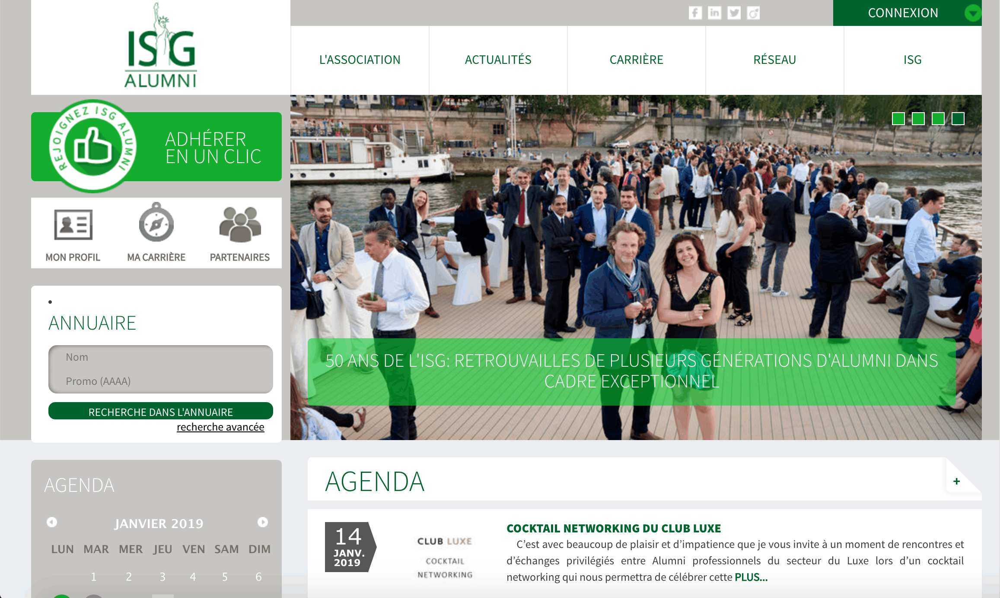 ISG
ALUMNI
CONNEXION
L'ASSOCIATION
ACTUALITÉS
CARRIÈRE
RÉSEAU
ISG
REJOIGNEZ ISG ALUMNI
ADHÉRER
EN UN CLIC
MON PROFIL
MA CARRIÈRE
PARTENAIRES
ANNUAIRE
Nom
Promo (AAAA)
RECHERCHE DANS L'ANNUAIRE
recherche avancée
50 ANS DE L'ISG: RETROUVAILLES DE PLUSIEURS GÉNÉRATIONS D'ALUMNI DANS
CADRE EXCEPTIONNEL
AGENDA
JANVIER 2019
LUN MAR MER JEU VEN SAM DIM
1 2 3 4 5 6
AGENDA
+
14
JANV.
2019
CLUB LUXE
COCKTAIL
NETWORKING
COCKTAIL NETWORKING DU CLUB LUXE
C’est avec beaucoup de plaisir et d’impatience que je vous invite à un moment de rencontres et
d’échanges privilégiés entre Alumni professionnels du secteur du Luxe lors d’un cocktail
networking qui nous permettra de célébrer cette PLUS...